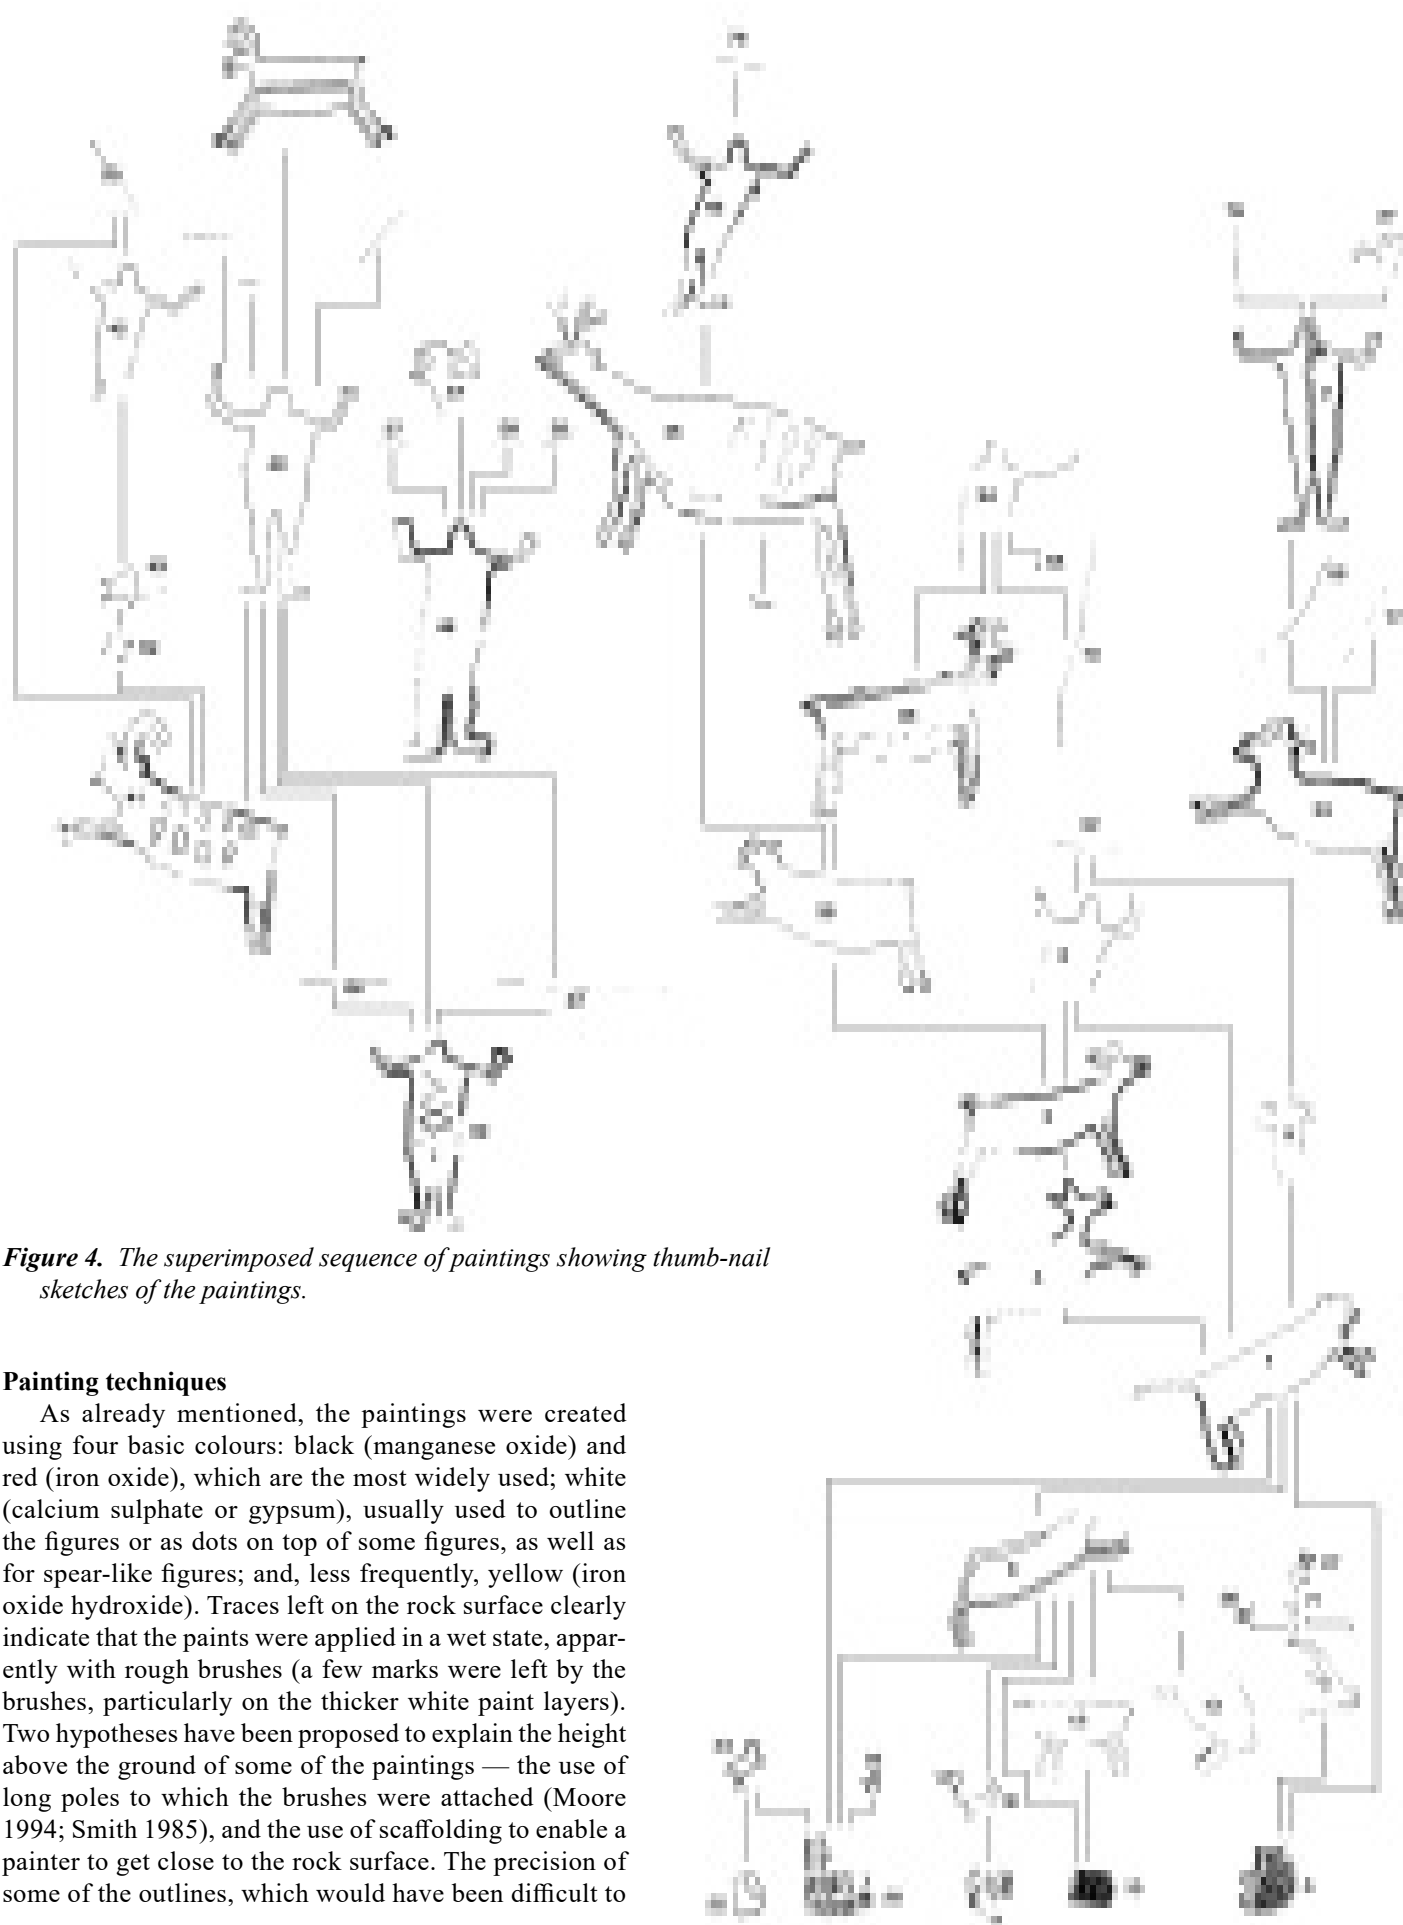 Figure 4. The superimposed sequence of paintings showing thumb-nail
sketches of the paintings.
Painting techniques
As already mentioned, the paintings were created
using four basic colours: black (manganese oxide) and
red (iron oxide), which are the most widely used; white
(calcium sulphate or gypsum), usually used to outline
the figures or as dots on top of some figures, as well as
for spear-like figures; and, less frequently, yellow (iron
oxide hydroxide). Traces left on the rock surface clearly
indicate that the paints were applied in a wet state, appar-
ently with rough brushes (a few marks were left by the
brushes, particularly on the thicker white paint layers).
Two hypotheses have been proposed to explain the height
above the ground of some of the paintings — the use of
long poles to which the brushes were attached (Moore
1994; Smith 1985), and the use of scaffolding to enable a
painter to get close to the rock surface. The precision of
some of the outlines, which would have been difficult to